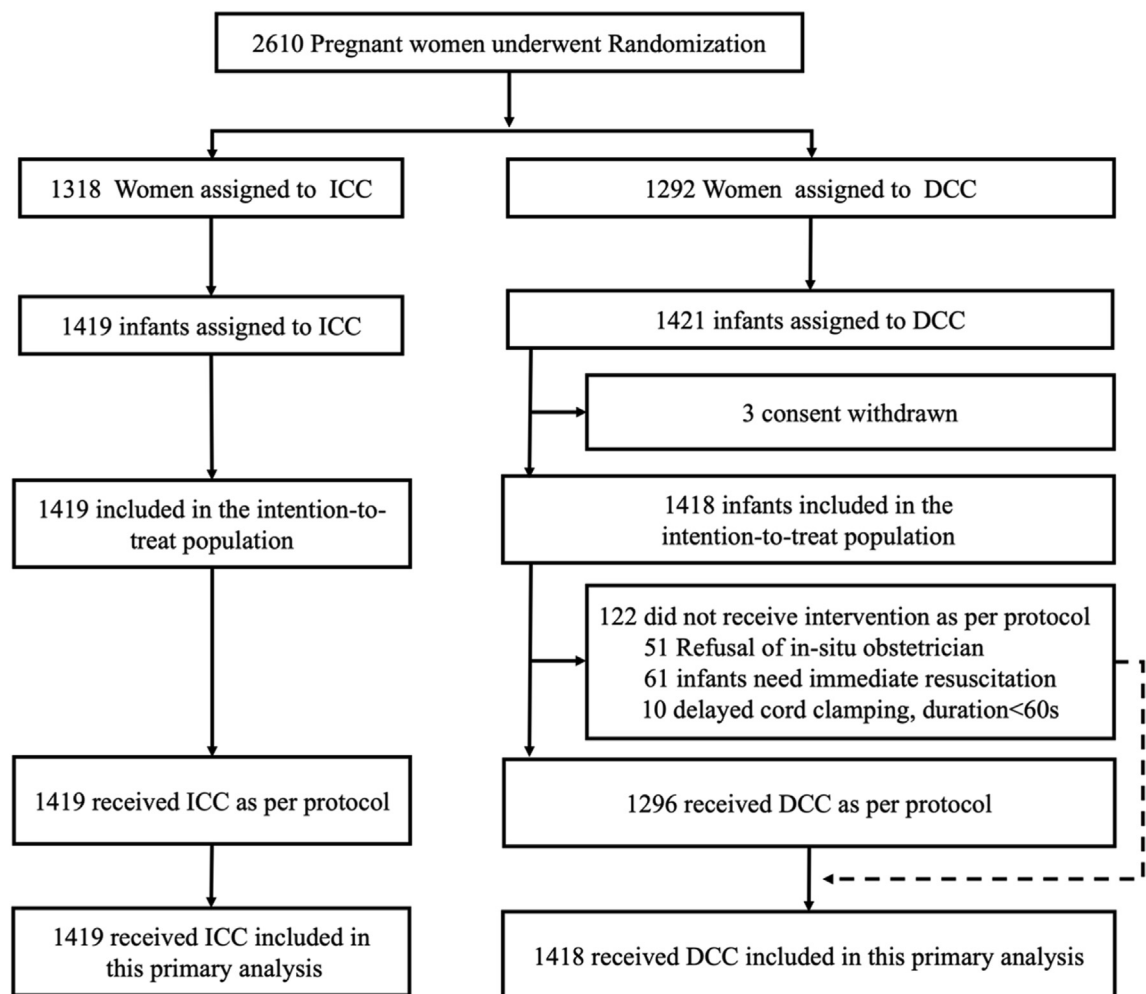 2610 Pregnant women underwent Randomization
1318 Women assigned to ICC
1292 Women assigned to DCC
1419 infants assigned to ICC
1421 infants assigned to DCC
3 consent withdrawn
1419 included in the intention-to-
treat population
1418 infants included in the
intention-to-treat population
122 did not receive intervention as per protocol
51 Refusal of in-situ obstetrician
61 infants need immediate resuscitation
10 delayed cord clamping, duration<60s
1419 received ICC as per protocol
1296 received DCC as per protocol
1419 received ICC included in
this primary analysis
1418 received DCC included in this primary analysis